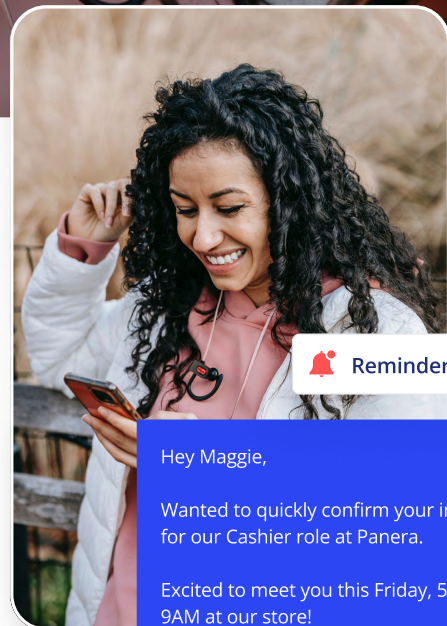 Reminder
Hey Maggie,
Wanted to quickly confirm your
for our Cashier role at Panera.
Excited to meet you this Friday, 5
9AM at our store!